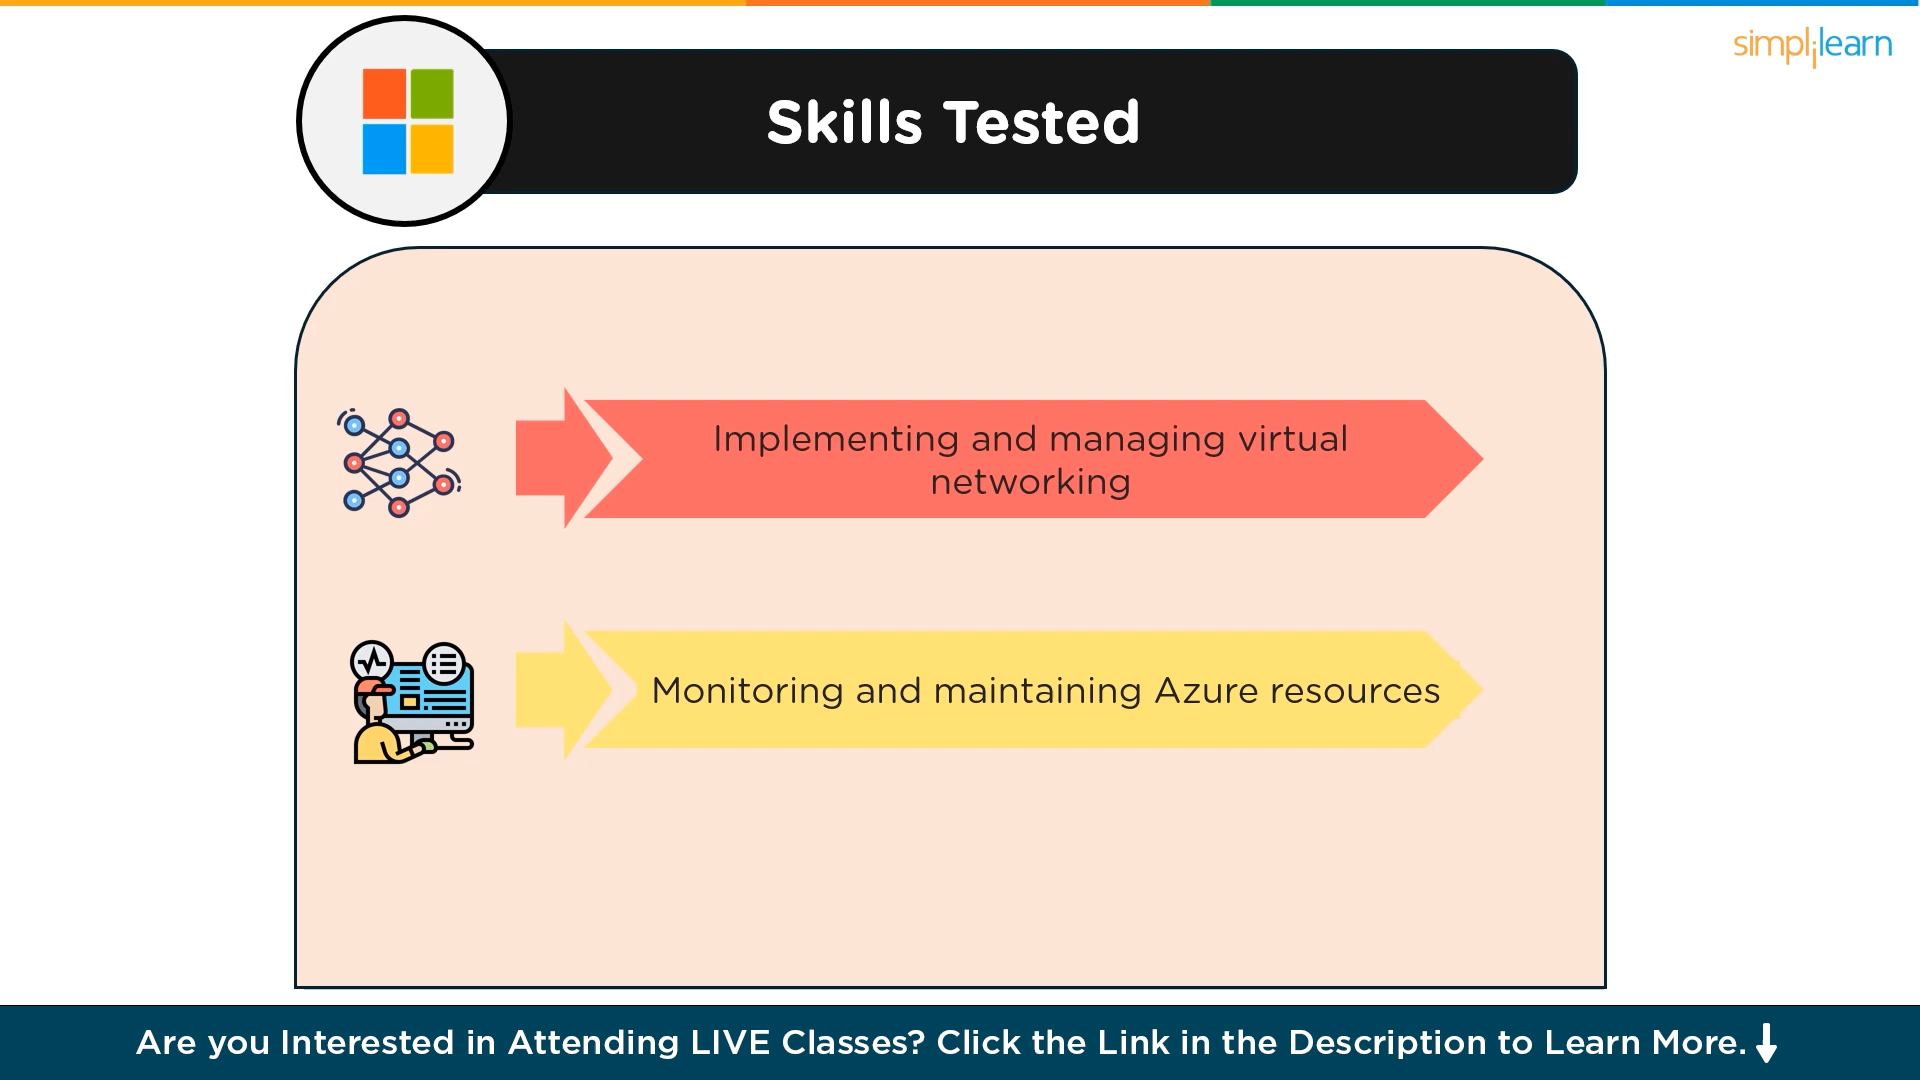 simplilearn
Skills Tested
Implementing and managing virtual
networking
Monitoring and maintaining Azure resources
Are you Interested in Attending LIVE Classes? Click the Link in the Description to Learn More.